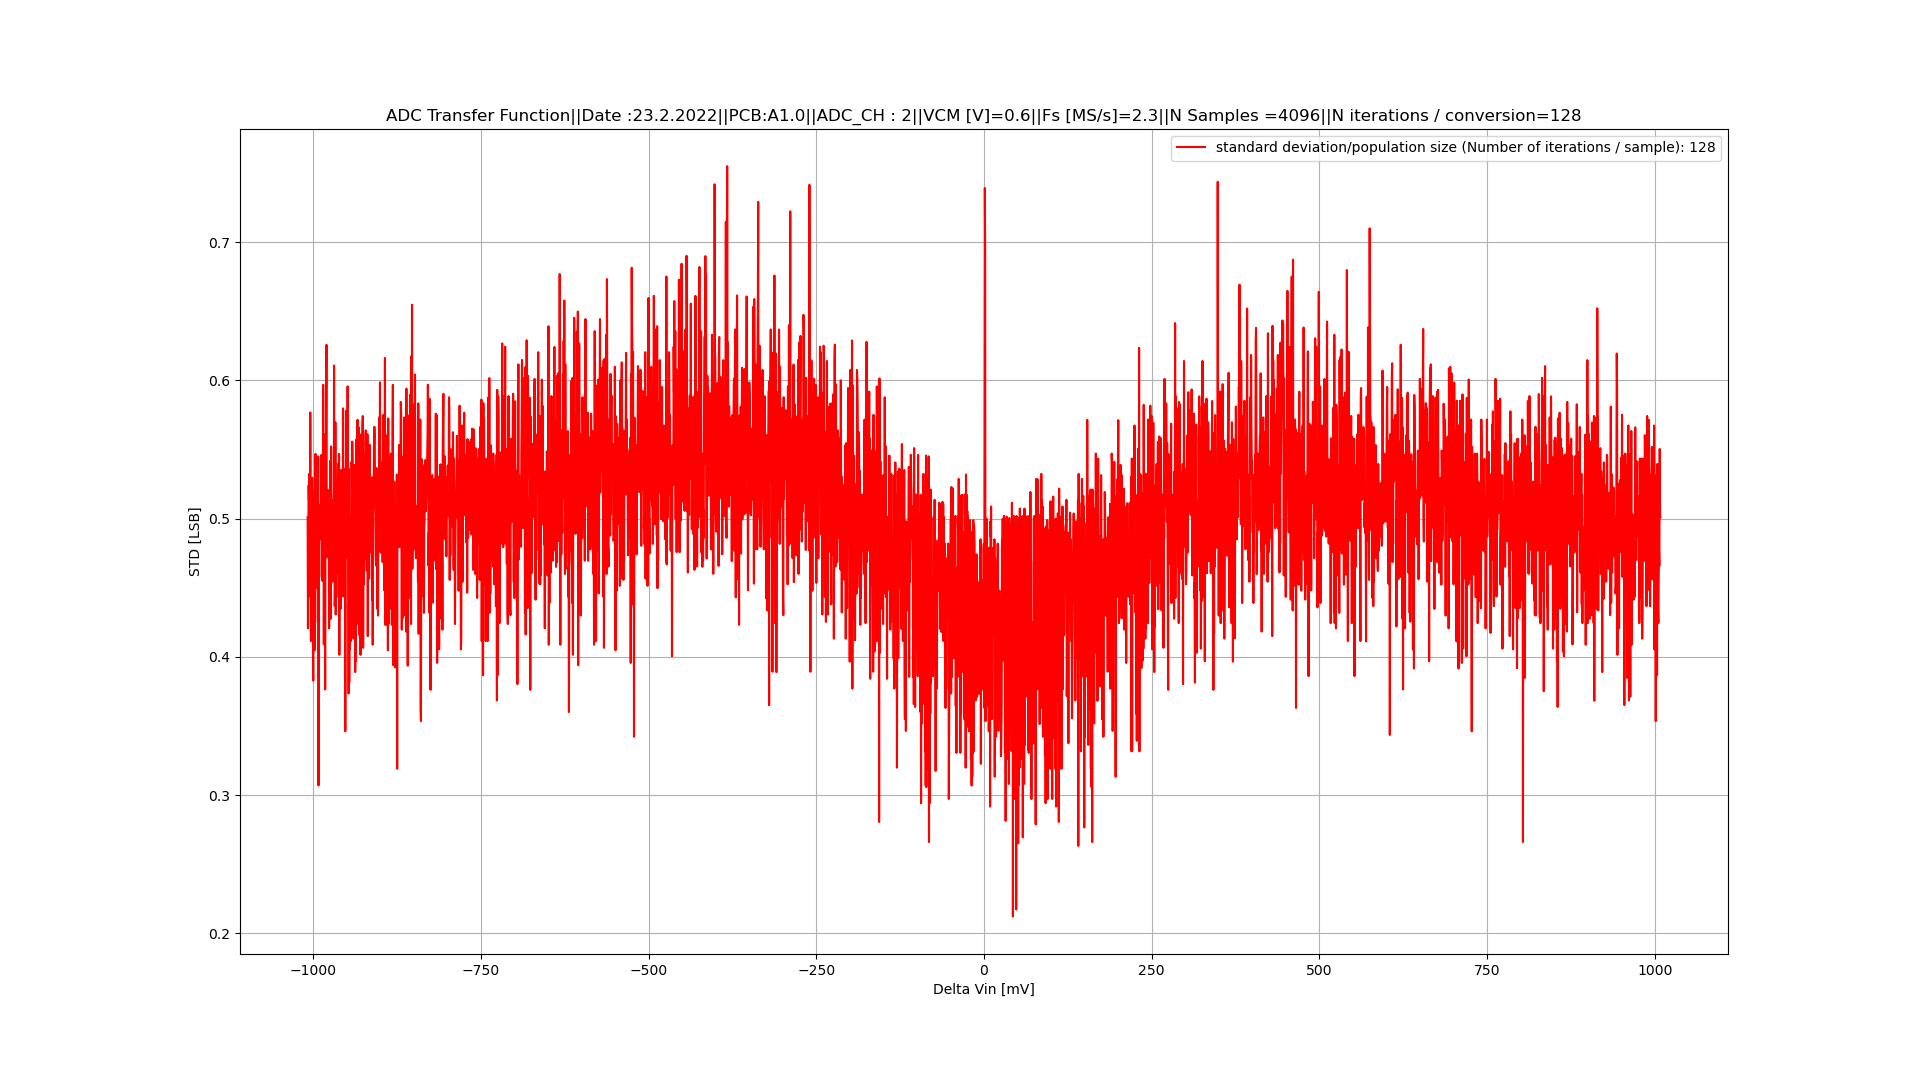 ADC Transfer Function||Date :23.2.2022||PCB:A1.0||ADC_CH : 2||VCM [V]=0.6||Fs [MS/s]=2.3||N Samples =4096||N iterations / conversion=128
standard deviation/population size (Number of iterations / sample): 128
STD [LSB]
0.7
0.6
0.5
0.4
0.3
0.2
−1000 −750 −500 −250 0 250 500 750 1000
Delta Vin [mV]